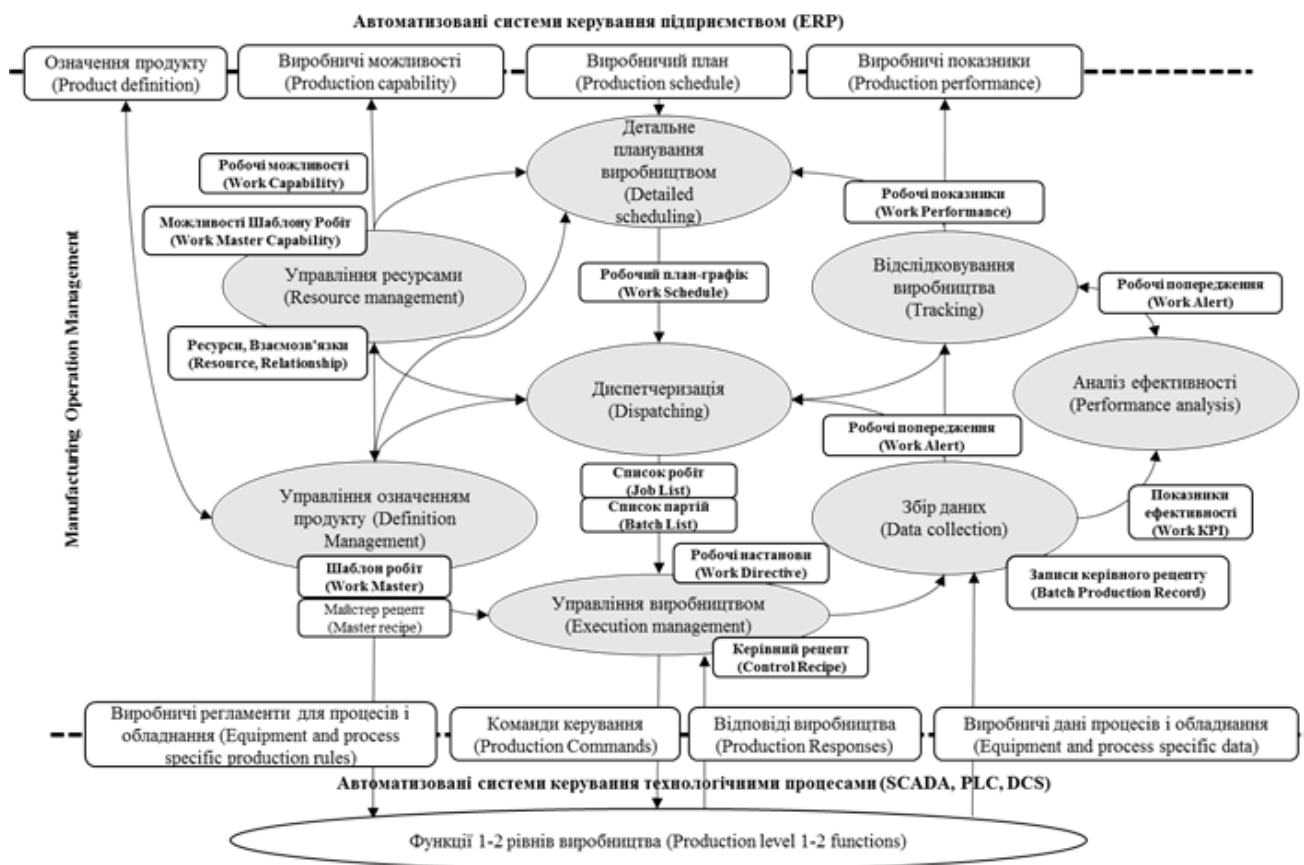 Автоматизовані системи керування підприємством (ERP)
Означення продукту
(Product definition)
Виробничі можливості
(Production capability)
Виробничий план
(Production schedule)
Виробничі показники
(Production performance)
Детальне
планування
виробництвом
(Detailed
scheduling)
Робочі можливості
(Work Capability)
Робочі показники
(Work Performance)
Можливості Шаблону Робіт
(Work Master Capability)
Управління ресурсами
(Resource management)
Робочий план-графік
(Work Schedule)
Відслідковування
виробництва
(Tracking)
Робочі попередження
(Work Alert)
Ресурси, Взаємозв'язки
(Resource, Relationship)
Manufacturing Operation Management
Диспетчеризація
(Dispatching)
Аналіз ефективності
(Performance analysis)
Робочі попередження
(Work Alert)
Управління означенням
продукту (Definition
Management)
Список робіт
(Job List)
Список партій
(Batch List)
Збір даних
(Data collection)
Показники
ефективності
(Work KPI)
Шаблон робіт
(Work Master)
Майстер рецепт
(Master recipe)
Робочі настанови
(Work Directive)
Управління виробництвом
(Execution management)
Записи керівного рецепту
(Batch Production Record)
Керівний рецепт
(Control Recipe)
Виробничі регламенти для процесів і
обладнання (Equipment and process
specific production rules)
Команди керування
(Production Commands)
Відповіді виробництва
(Production Responses)
Виробничі дані процесів і обладнання
(Equipment and process specific data)
Автоматизовані системи керування технологічними процесами (SCADA, PLC, DCS)
Функції 1-2 рівнів виробництва (Production level 1-2 functions)